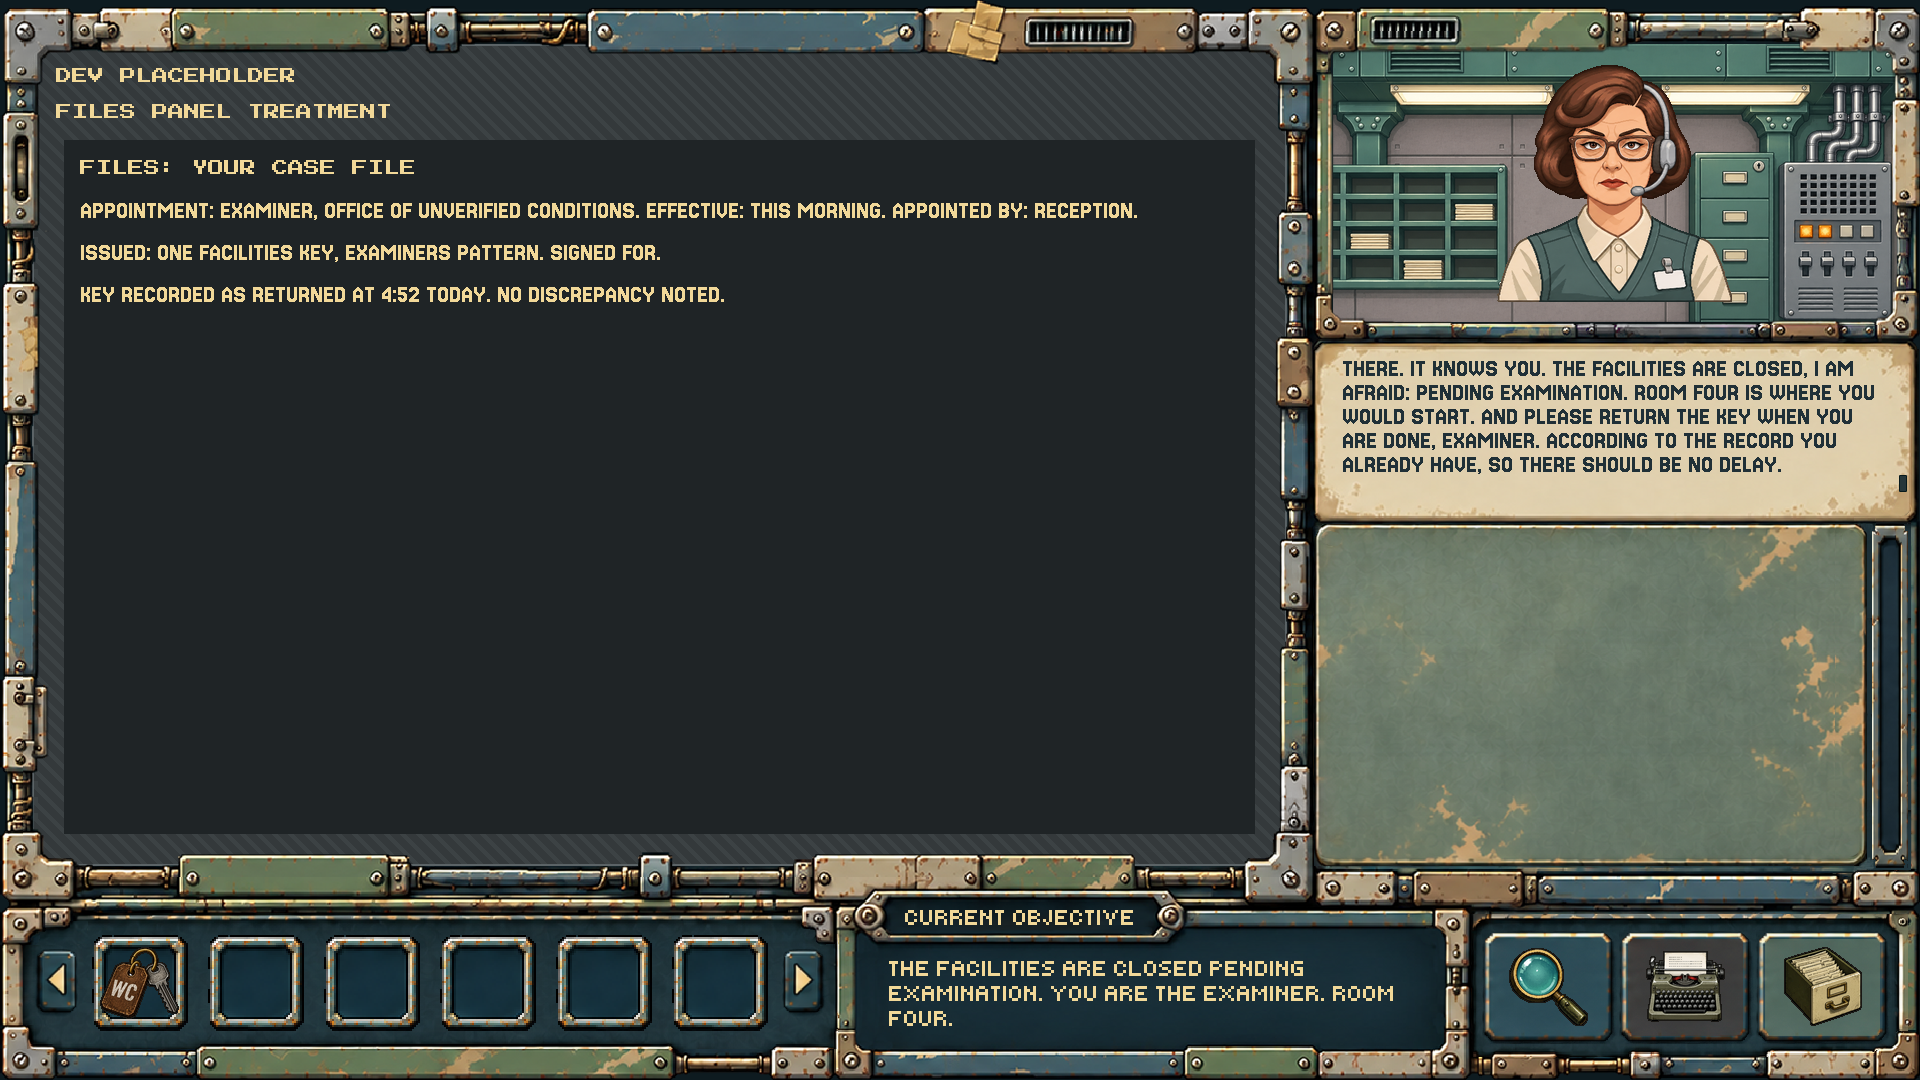 DEV PLACEHOLDER
FILES PANEL TREATMENT
FILES: YOUR CASE FILE
APPOINTMENT: EXAMINER, OFFICE OF UNVERIFIED CONDITIONS. EFFECTIVE: THIS MORNING. APPOINTED BY: RECEPTION.
ISSUED: ONE FACILITIES KEY, EXAMINERS PATTERN. SIGNED FOR.
KEY RECORDED AS RETURNED AT 4:52 TODAY. NO DISCREPANCY NOTED.
THERE. IT KNOWS YOU. THE FACILITIES ARE CLOSED, I AM
AFRAID: PENDING EXAMINATION. ROOM FOUR IS WHERE YOU
WOULD START. AND PLEASE RETURN THE KEY WHEN YOU
ARE DONE, EXAMINER. ACCORDING TO THE RECORD YOU
ALREADY HAVE, SO THERE SHOULD BE NO DELAY.
WC
CURRENT OBJECTIVE
THE FACILITIES ARE CLOSED PENDING
EXAMINATION. YOU ARE THE EXAMINER. ROOM
FOUR.